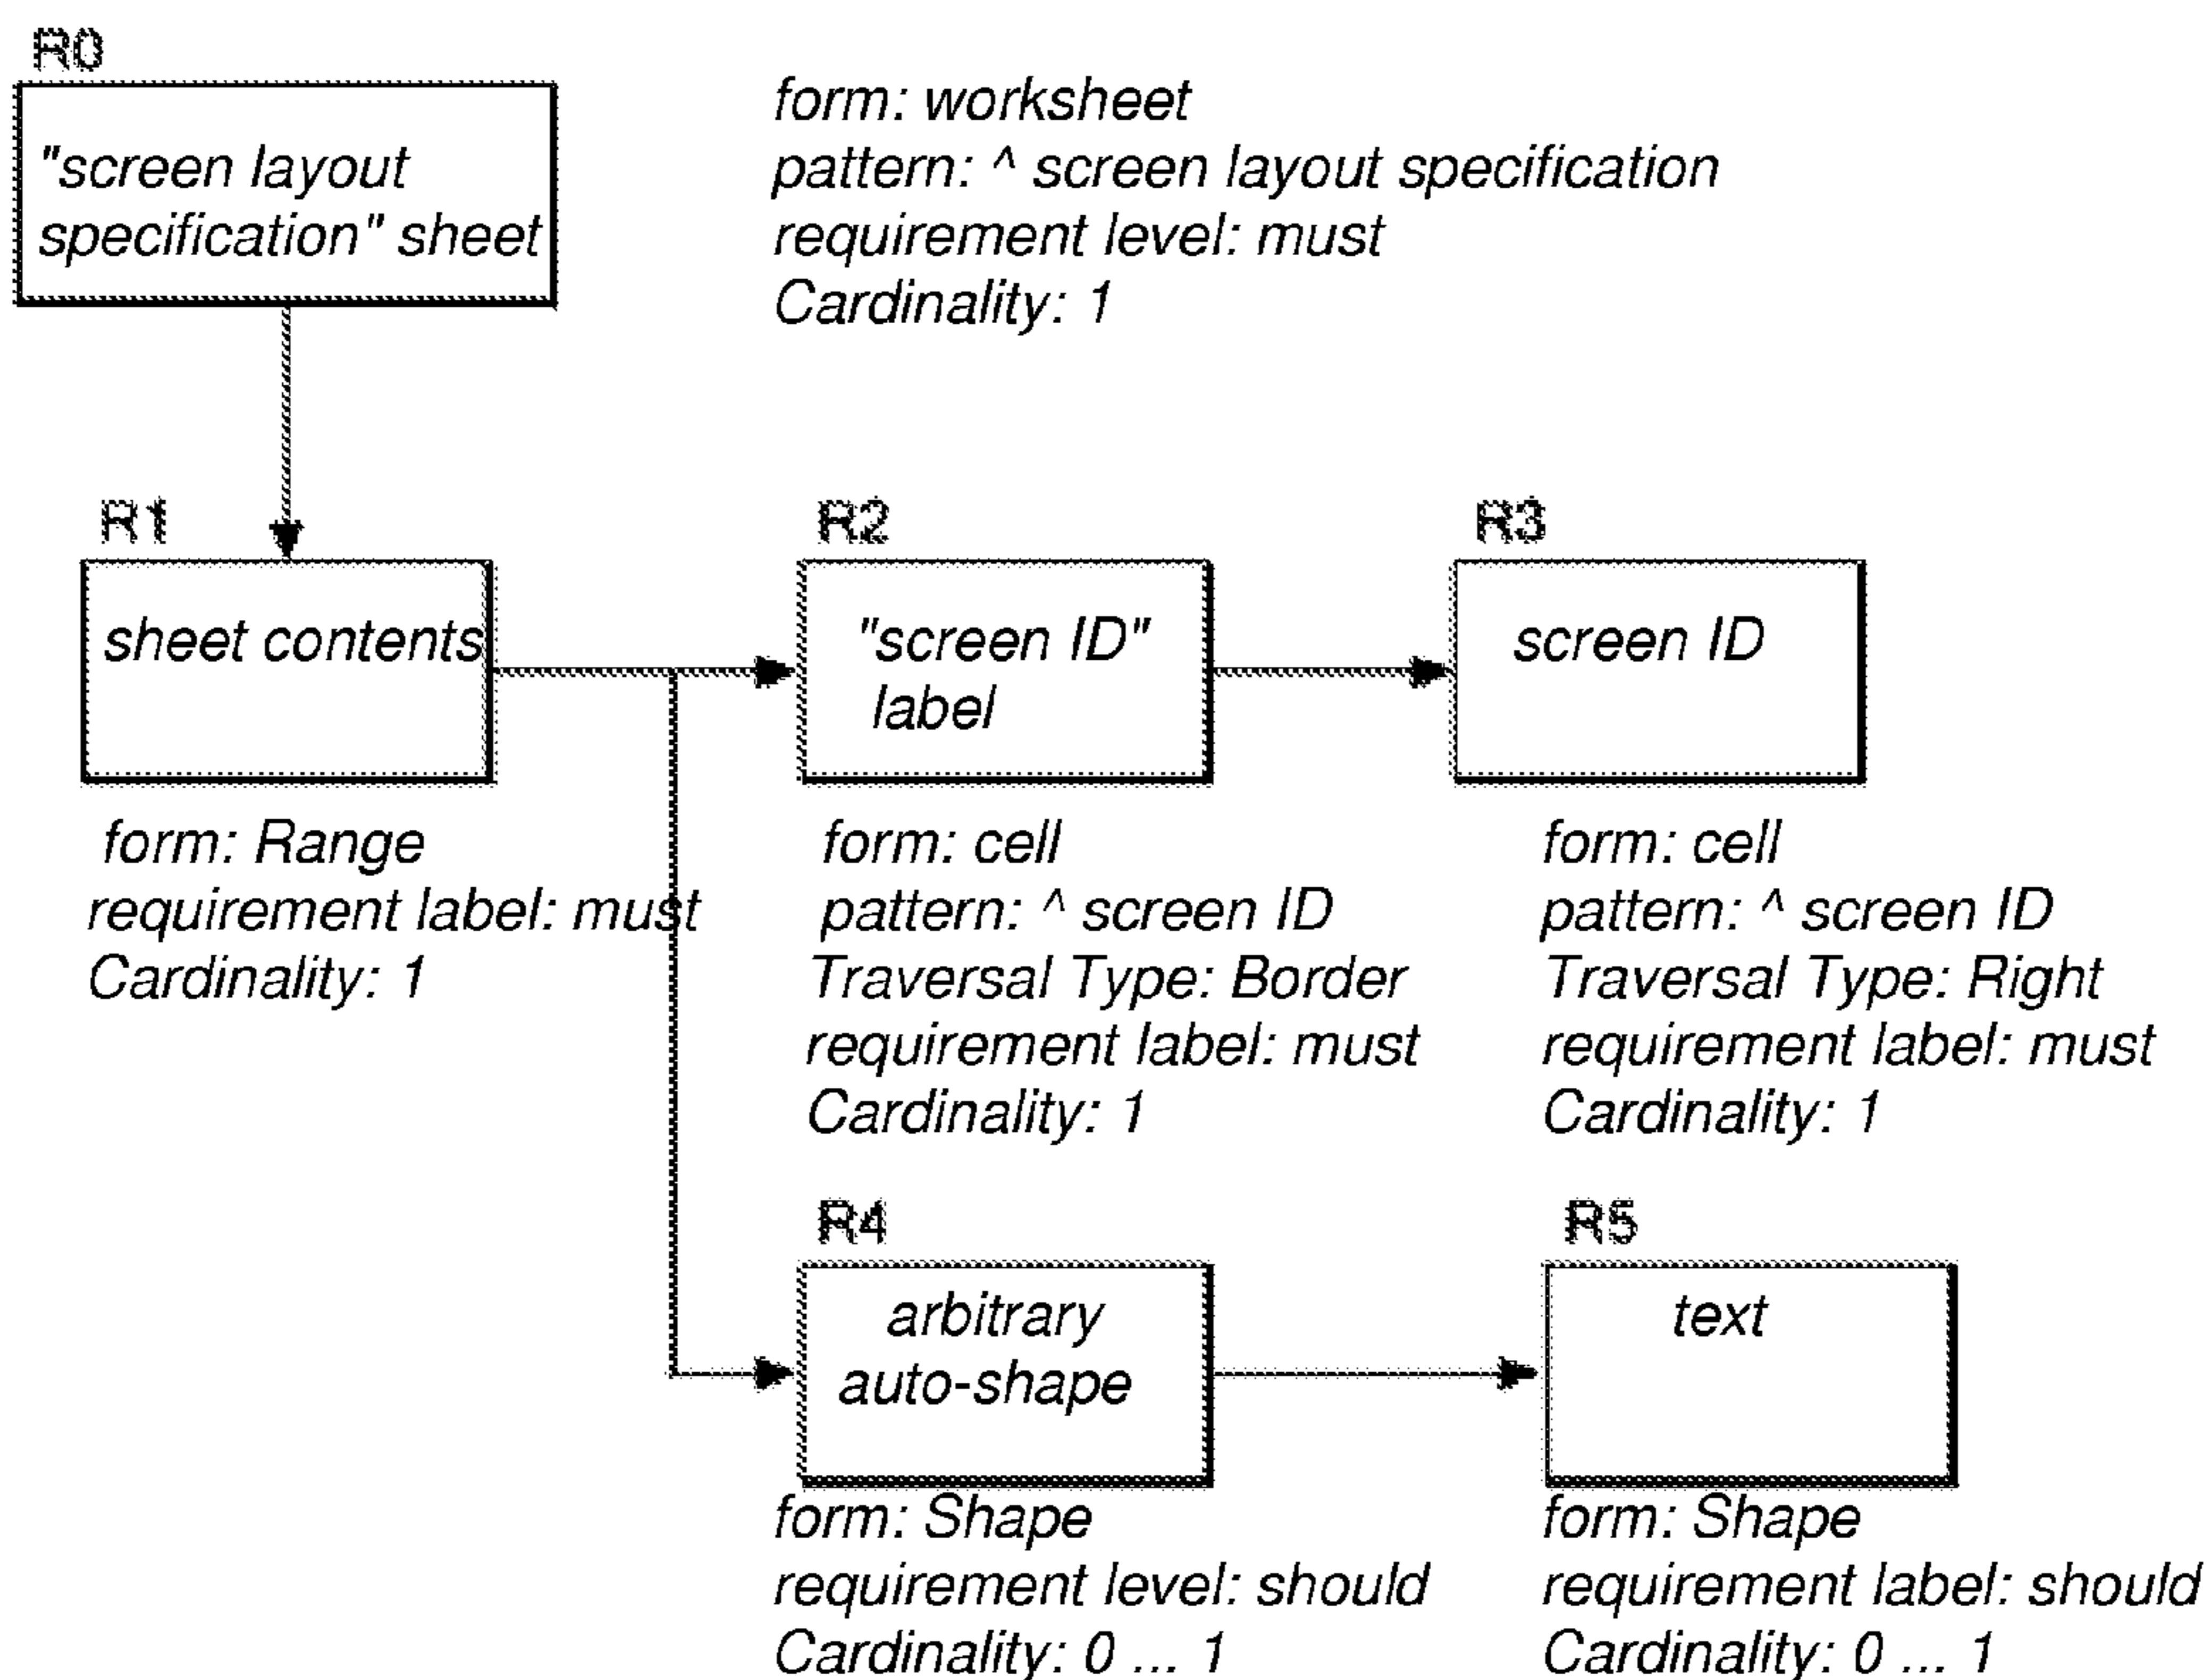 R0
"screen layout
specification" sheet
form: worksheet
pattern: ^ screen layout specification
requirement level: must
Cardinality: 1
R1
sheet contents
form: Range
requirement label: must
Cardinality: 1
R2
"screen ID"
label
form: cell
pattern: ^ screen ID
Traversal Type: Border
requirement label: must
Cardinality: 1
R3
screen ID
form: cell
pattern: ^ screen ID
Traversal Type: Right
requirement label: must
Cardinality: 1
R4
arbitrary
auto-shape
form: Shape
requirement level: should
Cardinality: 0 ... 1
R5
text
form: Shape
requirement label: should
Cardinality: 0 ... 1